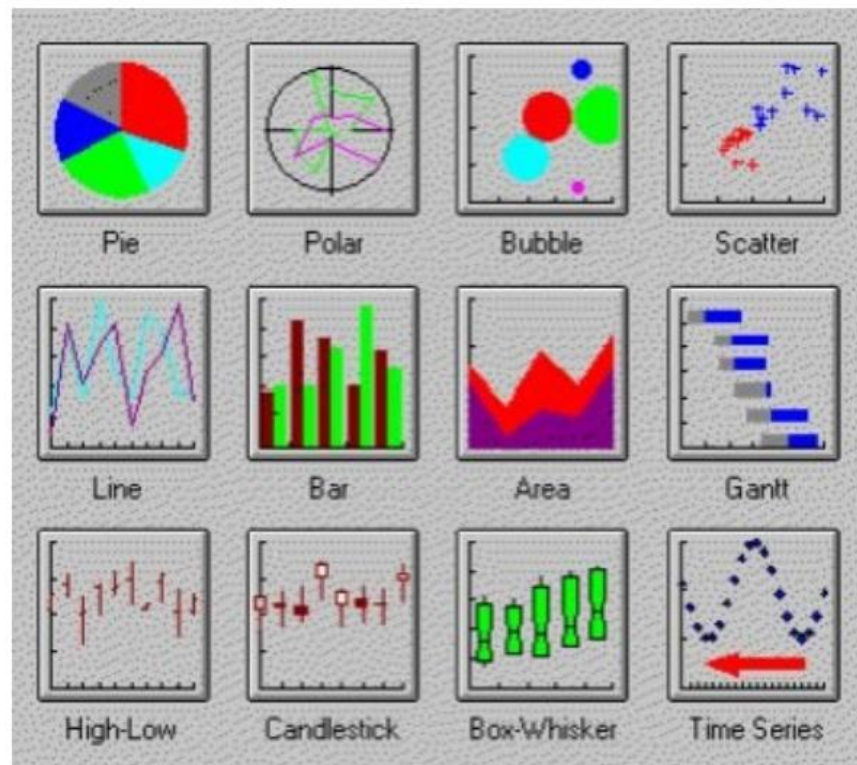 Pie Polar Bubble Scatter
Line Bar Area Gantt
High-Low Candlestick Box-Whisker Time Series